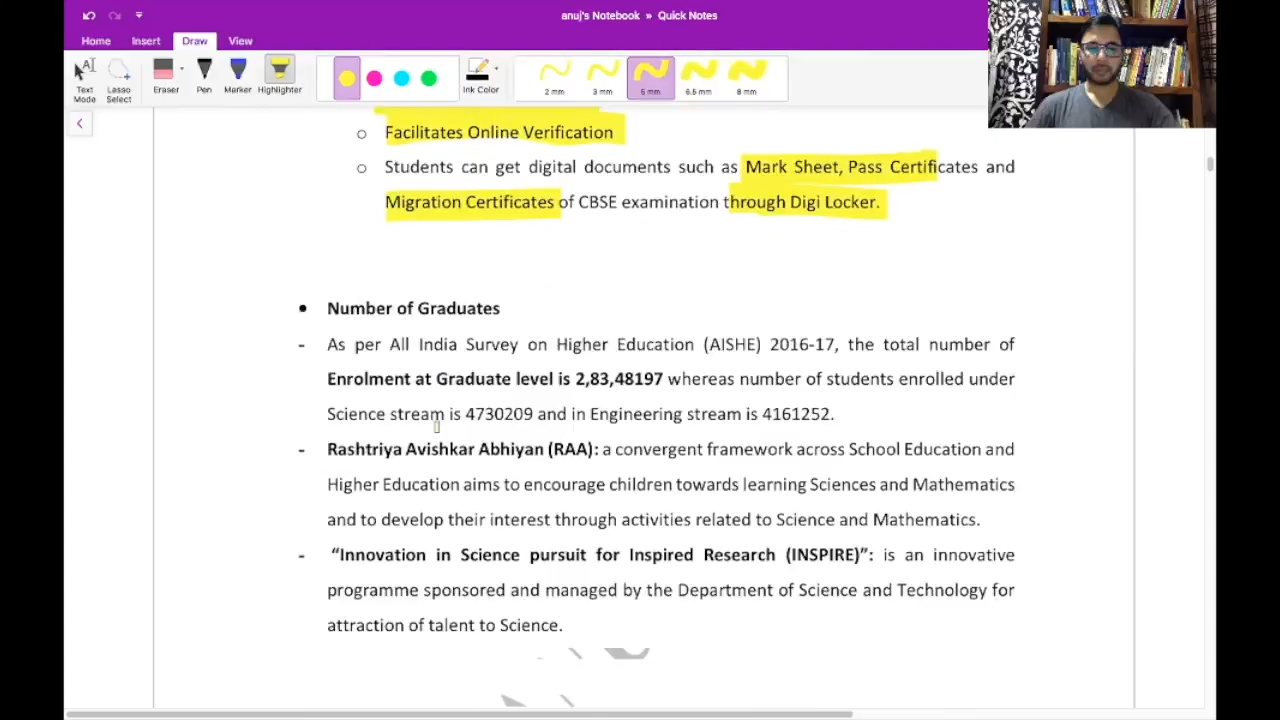 anuj's Notebook » Quick Notes
Home Insert Draw View
Text Mode
Lasso Select
Eraser
Pen
Marker
Highlighter
Ink Color
2 mm
3 mm
5 mm
6.5 mm
8 mm
o Facilitates Online Verification
o Students can get digital documents such as Mark Sheet, Pass Certificates and
Migration Certificates of CBSE examination through Digi Locker.
• Number of Graduates
- As per All India Survey on Higher Education (AISHE) 2016-17, the total number of
Enrolment at Graduate level is 2,83,48197 whereas number of students enrolled under
Science stream is 4730209 and in Engineering stream is 4161252.
- Rashtriya Avishkar Abhiyan (RAA): a convergent framework across School Education and
Higher Education aims to encourage children towards learning Sciences and Mathematics
and to develop their interest through activities related to Science and Mathematics.
- “Innovation in Science pursuit for Inspired Research (INSPIRE)”: is an innovative
programme sponsored and managed by the Department of Science and Technology for
attraction of talent to Science.